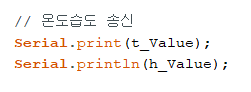 // 온도습도 송신
Serial.print(t_Value);
Serial.println(h_Value);